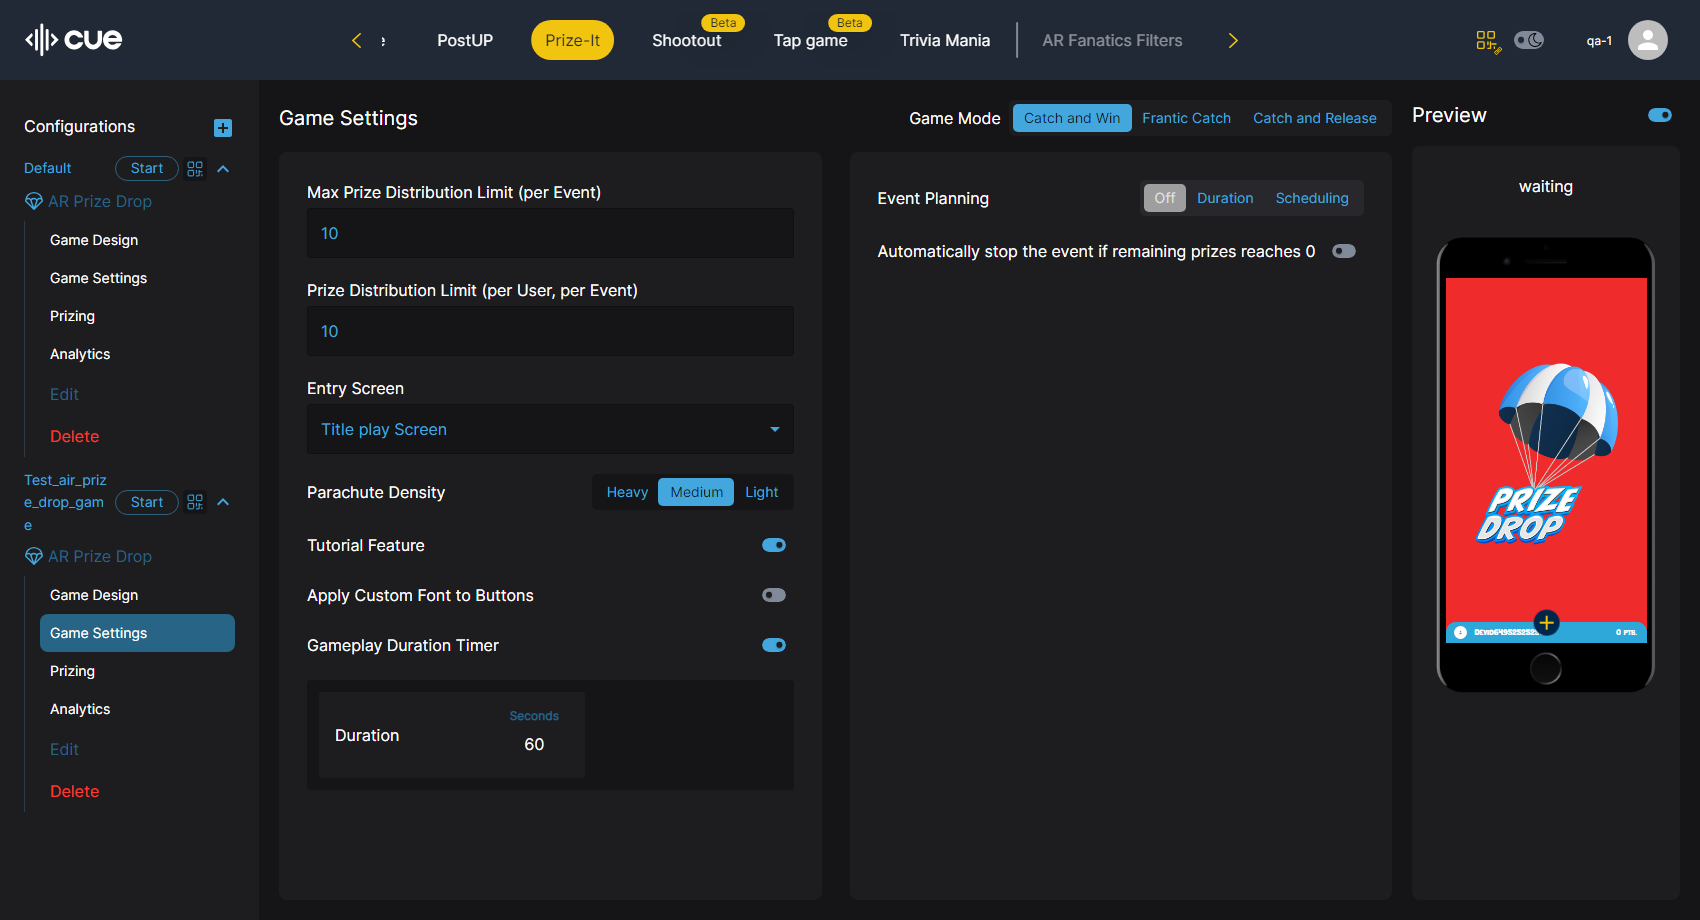 cue
e
PostUP
Prize-It
Shootout
Beta
Tap game
Beta
Trivia Mania
AR Fanatics Filters
qa-1
Configurations
Default
Start
AR Prize Drop
Game Design
Game Settings
Prizing
Analytics
Edit
Delete
Test_air_priz
e_drop_gam
e
Start
AR Prize Drop
Game Design
Game Settings
Prizing
Analytics
Edit
Delete
Game Settings
Game Mode
Catch and Win
Frantic Catch
Catch and Release
Max Prize Distribution Limit (per Event)
10
Prize Distribution Limit (per User, per Event)
10
Entry Screen
Title play Screen
Parachute Density
Heavy
Medium
Light
Tutorial Feature
Apply Custom Font to Buttons
Gameplay Duration Timer
Duration
Seconds
60
Event Planning
Off
Duration
Scheduling
Automatically stop the event if remaining prizes reaches 0
Preview
waiting
PRIZE
DROP
0 PTS.